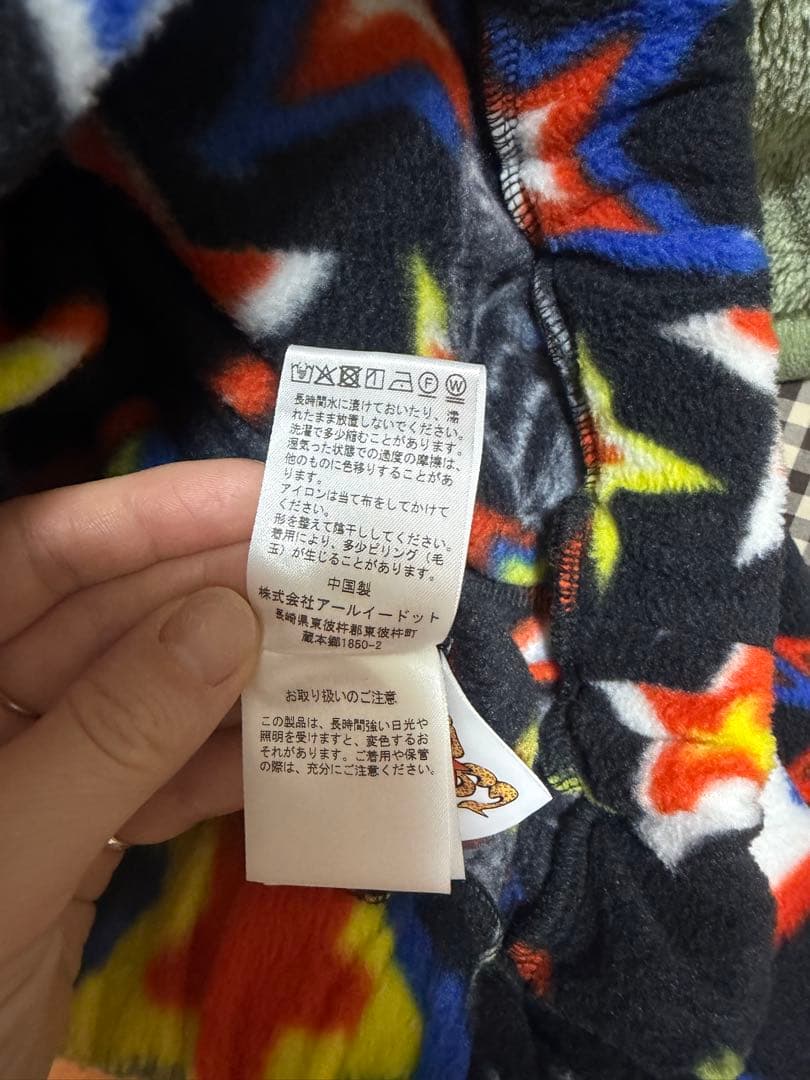 F W
長時間水に漬けておいたり、濡
れたまま放置しないでください。
洗濯で多少縮むことがあります。
湿気った状態での過度の摩擦は、
他のものに色移りすることがあ
ります。
アイロンは当て布をしてかけて
ください。
形を整えて陰干ししてください。
着用により、多少ピリング（毛
玉）が生じることがあります。
中国製
株式会社アールイードット
長崎県東彼杵郡東彼杵町
蔵本郷1850-2
お取り扱いのご注意
この製品は、長時間強い日光や
照明を受けますと、変色するお
それがあります。ご着用や保管
の際は、充分にご注意ください。